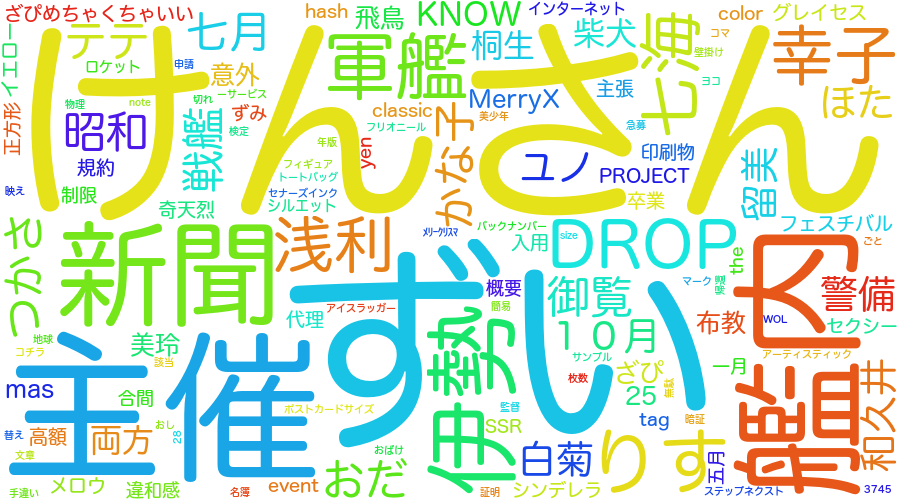 ざぴめちゃくちゃいい
hash
飛鳥
KNOW
インターネット
color
グレイセス
イエロー
テテ
七月
柴犬
七海
コマ
壁掛け
幸子
ロケット
申請
意外
軍艦
桐生
主張
ヨコ
正方形
物理
note
切れ
ーサービス
ずみ
classic
MerryX
美少年
急募
ほた
けんさん
昭和
戦艦
検定
年版
フリオニール
yen
かな子
ユノ
印刷物
PROJECT
留美
規約
フィギュア
トートバッグ
映え
制限
セナーズインク
シルエット
卒業
奇天烈
つかさ
新聞
浅利
メリークリスマ
バックナンバー
入用
size
DROP
フェスチバル
the
ごと
内
艦
概要
簡易
御覧
マーク
警備
アイスラッガー
代理
伊勢
ずい
10月
布教
WOL
セクシー
地球
コチラ
美玲
該当
主催
サンプル
アーティスティック
枚数
ざぴ
一月
和久井
mas
合間
ポストカードサイズ
監督
25
無駄
替え
高額
両方
おし
28
SSR
tag
暗証
文意
おばけ
白菊
りす
五月
手違い
メロウ
違和感
名簿
event
おだ
証明
シンデレラ
ステップネクスト
3745